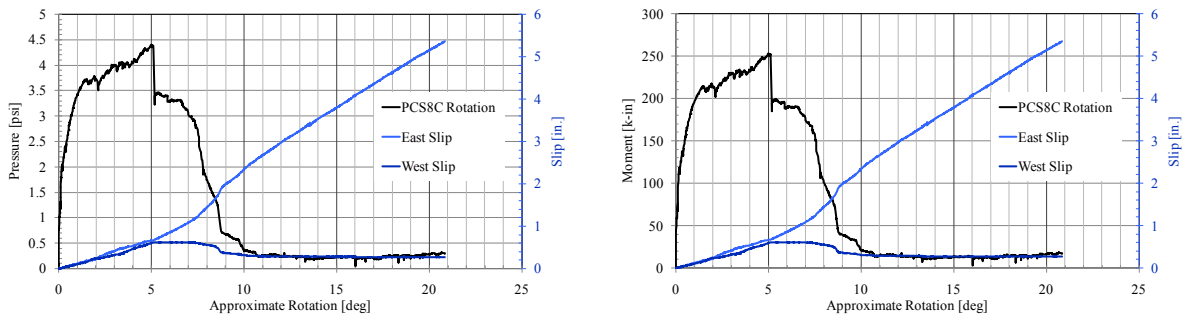 5
4.5
4
3.5
3
2.5
2
1.5
1
0.5
0
Pressure [psi]
0 5 10 15 20 25
Approximate Rotation [deg]
6
5
4
3
2
1
0
Slip [in.]
PCS8C Rotation
East Slip
West Slip
300
250
200
150
100
50
0
Moment [k-in]
0 5 10 15 20 25
Approximate Rotation [deg]
6
5
4
3
2
1
0
Slip [in.]
PCS8C Rotation
East Slip
West Slip